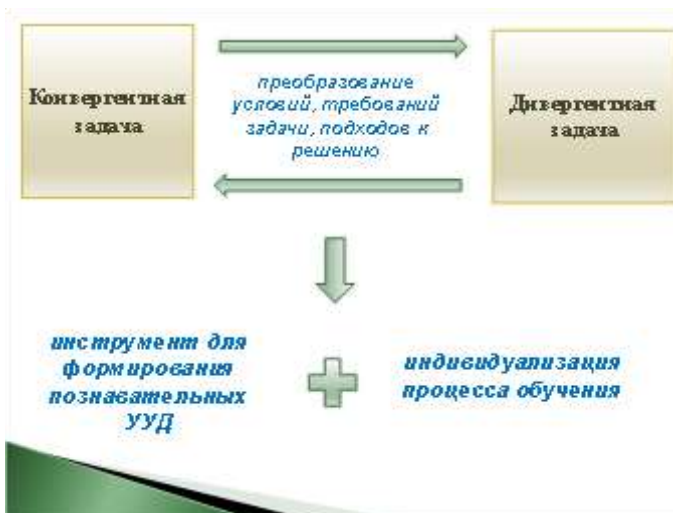 Конвергентная
задача
преобразование
условий, требований
задачи, подходов к
решению
Дивергентная
задача
инструмент для
формирования
познавательных
УУД
индивидуализация
процесса обучения